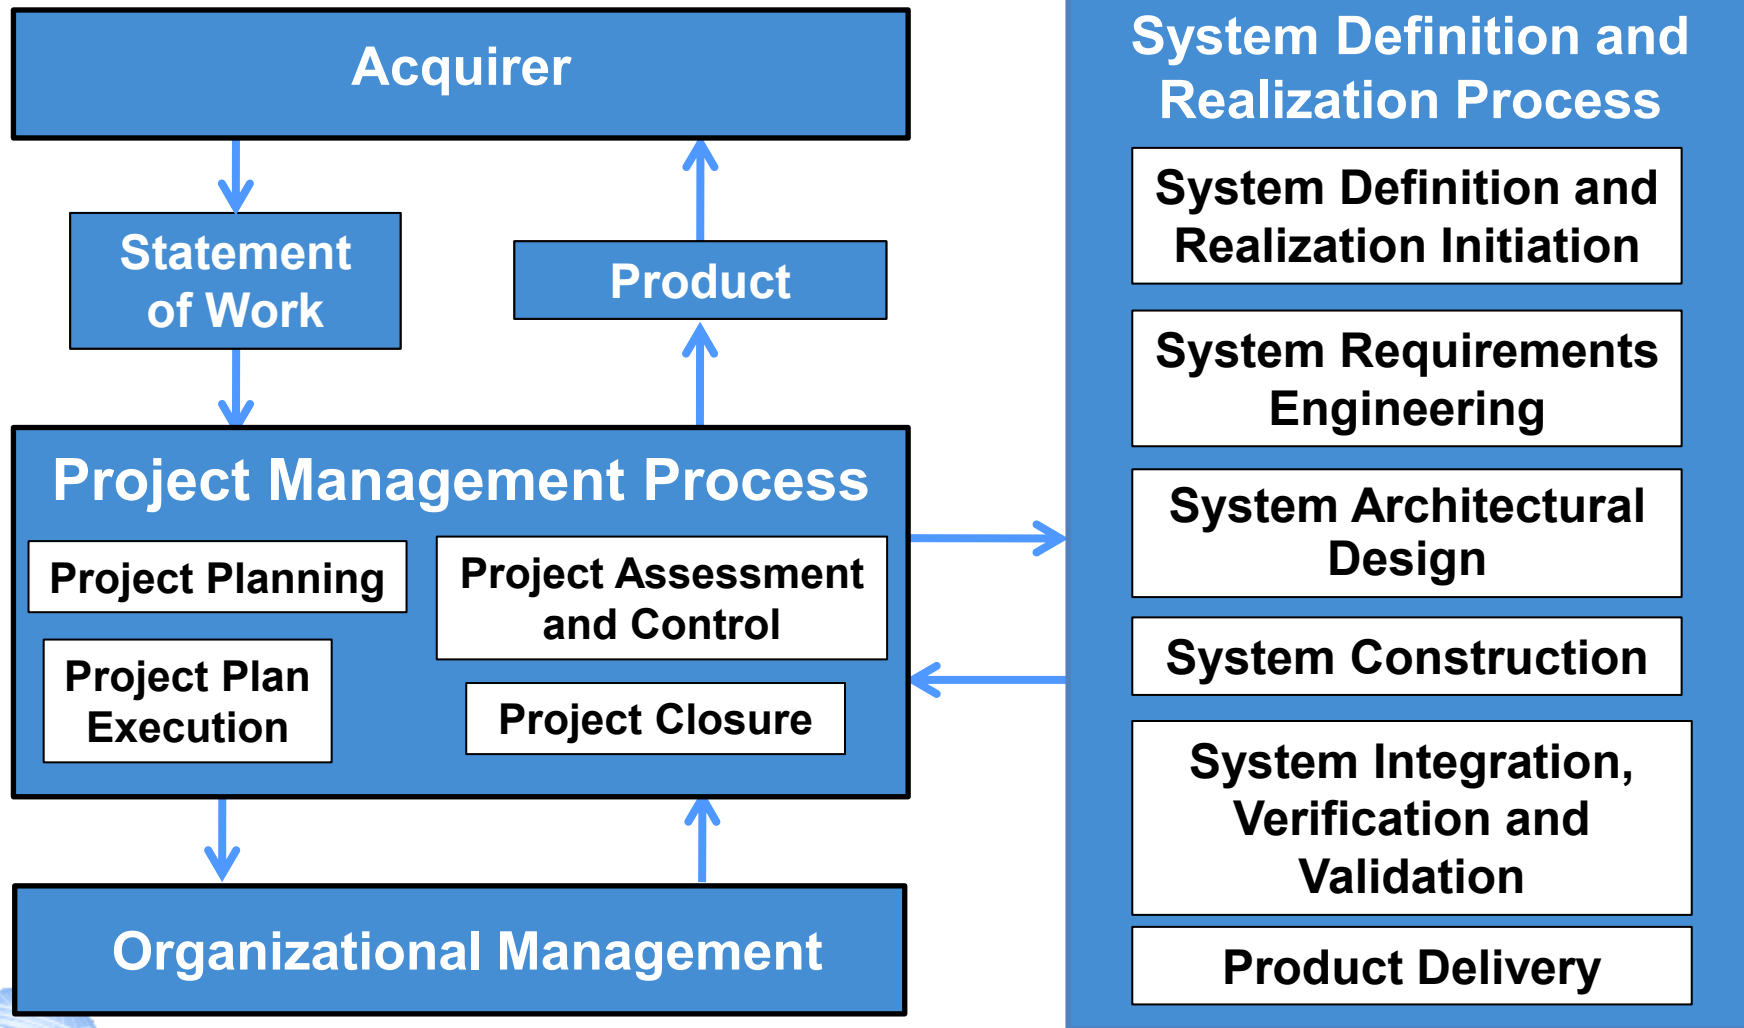 Acquirer
Statement
of Work
Product
Project Management Process
Project Planning
Project Assessment
and Control
Project Plan
Execution
Project Closure
Organizational Management
System Definition and
Realization Process
System Definition and
Realization Initiation
System Requirements
Engineering
System Architectural
Design
System Construction
System Integration,
Verification and
Validation
Product Delivery